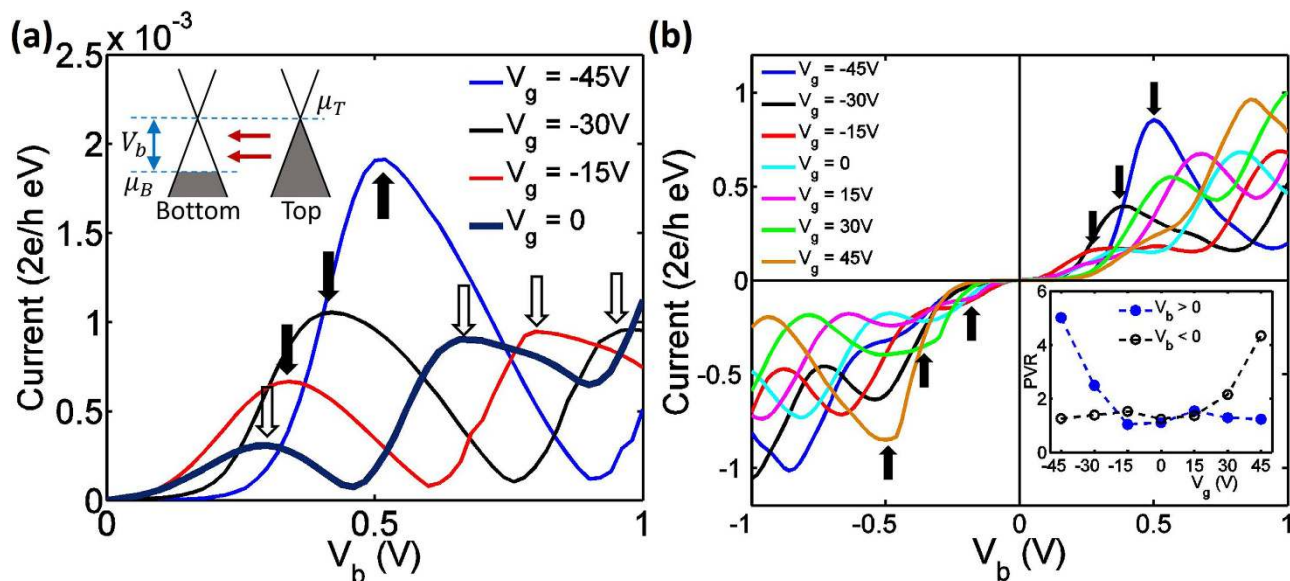 (a)
x 10⁻³
2.5
2
1.5
1
0.5
0
0
0.5
1
Current (2e/h eV)
V_b (V)
V_g = -45V
V_g = -30V
V_g = -15V
V_g = 0
μ_T
V_b
μ_B
Bottom
Top
(b)
1
0.5
0
-0.5
-1
-1
-0.5
0
0.5
1
Current (2e/h eV)
V_b (V)
V_g = -45V
V_g = -30V
V_g = -15V
V_g = 0
V_g = 15V
V_g = 30V
V_g = 45V
6
4
2
0
PVR
V_b > 0
V_b < 0
-45 -30 -15 0 15 30 45
V_g (V)